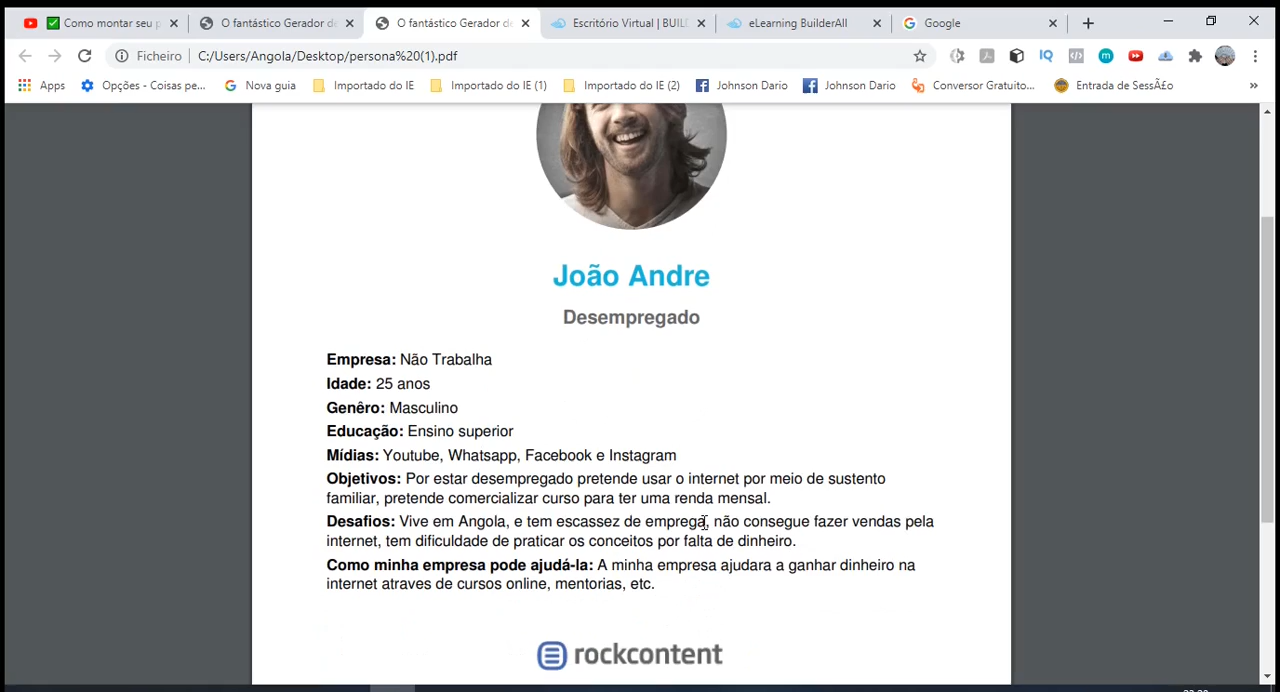 Como montar seu p
O fantástico Gerador de
O fantástico Gerador de
Escritório Virtual | BUILD
eLearning BuilderAll
Google
Ficheiro | C:/Users/Angola/Desktop/persona%20(1).pdf
Apps
Opções - Coisas pe...
Nova guia
Importado do IE
Importado do IE (1)
Importado do IE (2)
Johnson Dario
Johnson Dario
Conversor Gratuito...
Entrada de SessÃ£o
»
João Andre
Desempregado
Empresa: Não Trabalha
Idade: 25 anos
Genêro: Masculino
Educação: Ensino superior
Mídias: Youtube, Whatsapp, Facebook e Instagram
Objetivos: Por estar desempregado pretende usar o internet por meio de sustento
familiar, pretende comercializar curso para ter uma renda mensal.
Desafios: Vive em Angola, e tem escassez de emprega, não consegue fazer vendas pela
internet, tem dificuldade de praticar os conceitos por falta de dinheiro.
Como minha empresa pode ajudá-la: A minha empresa ajudara a ganhar dinheiro na
internet atraves de cursos online, mentorias, etc.
rockcontent